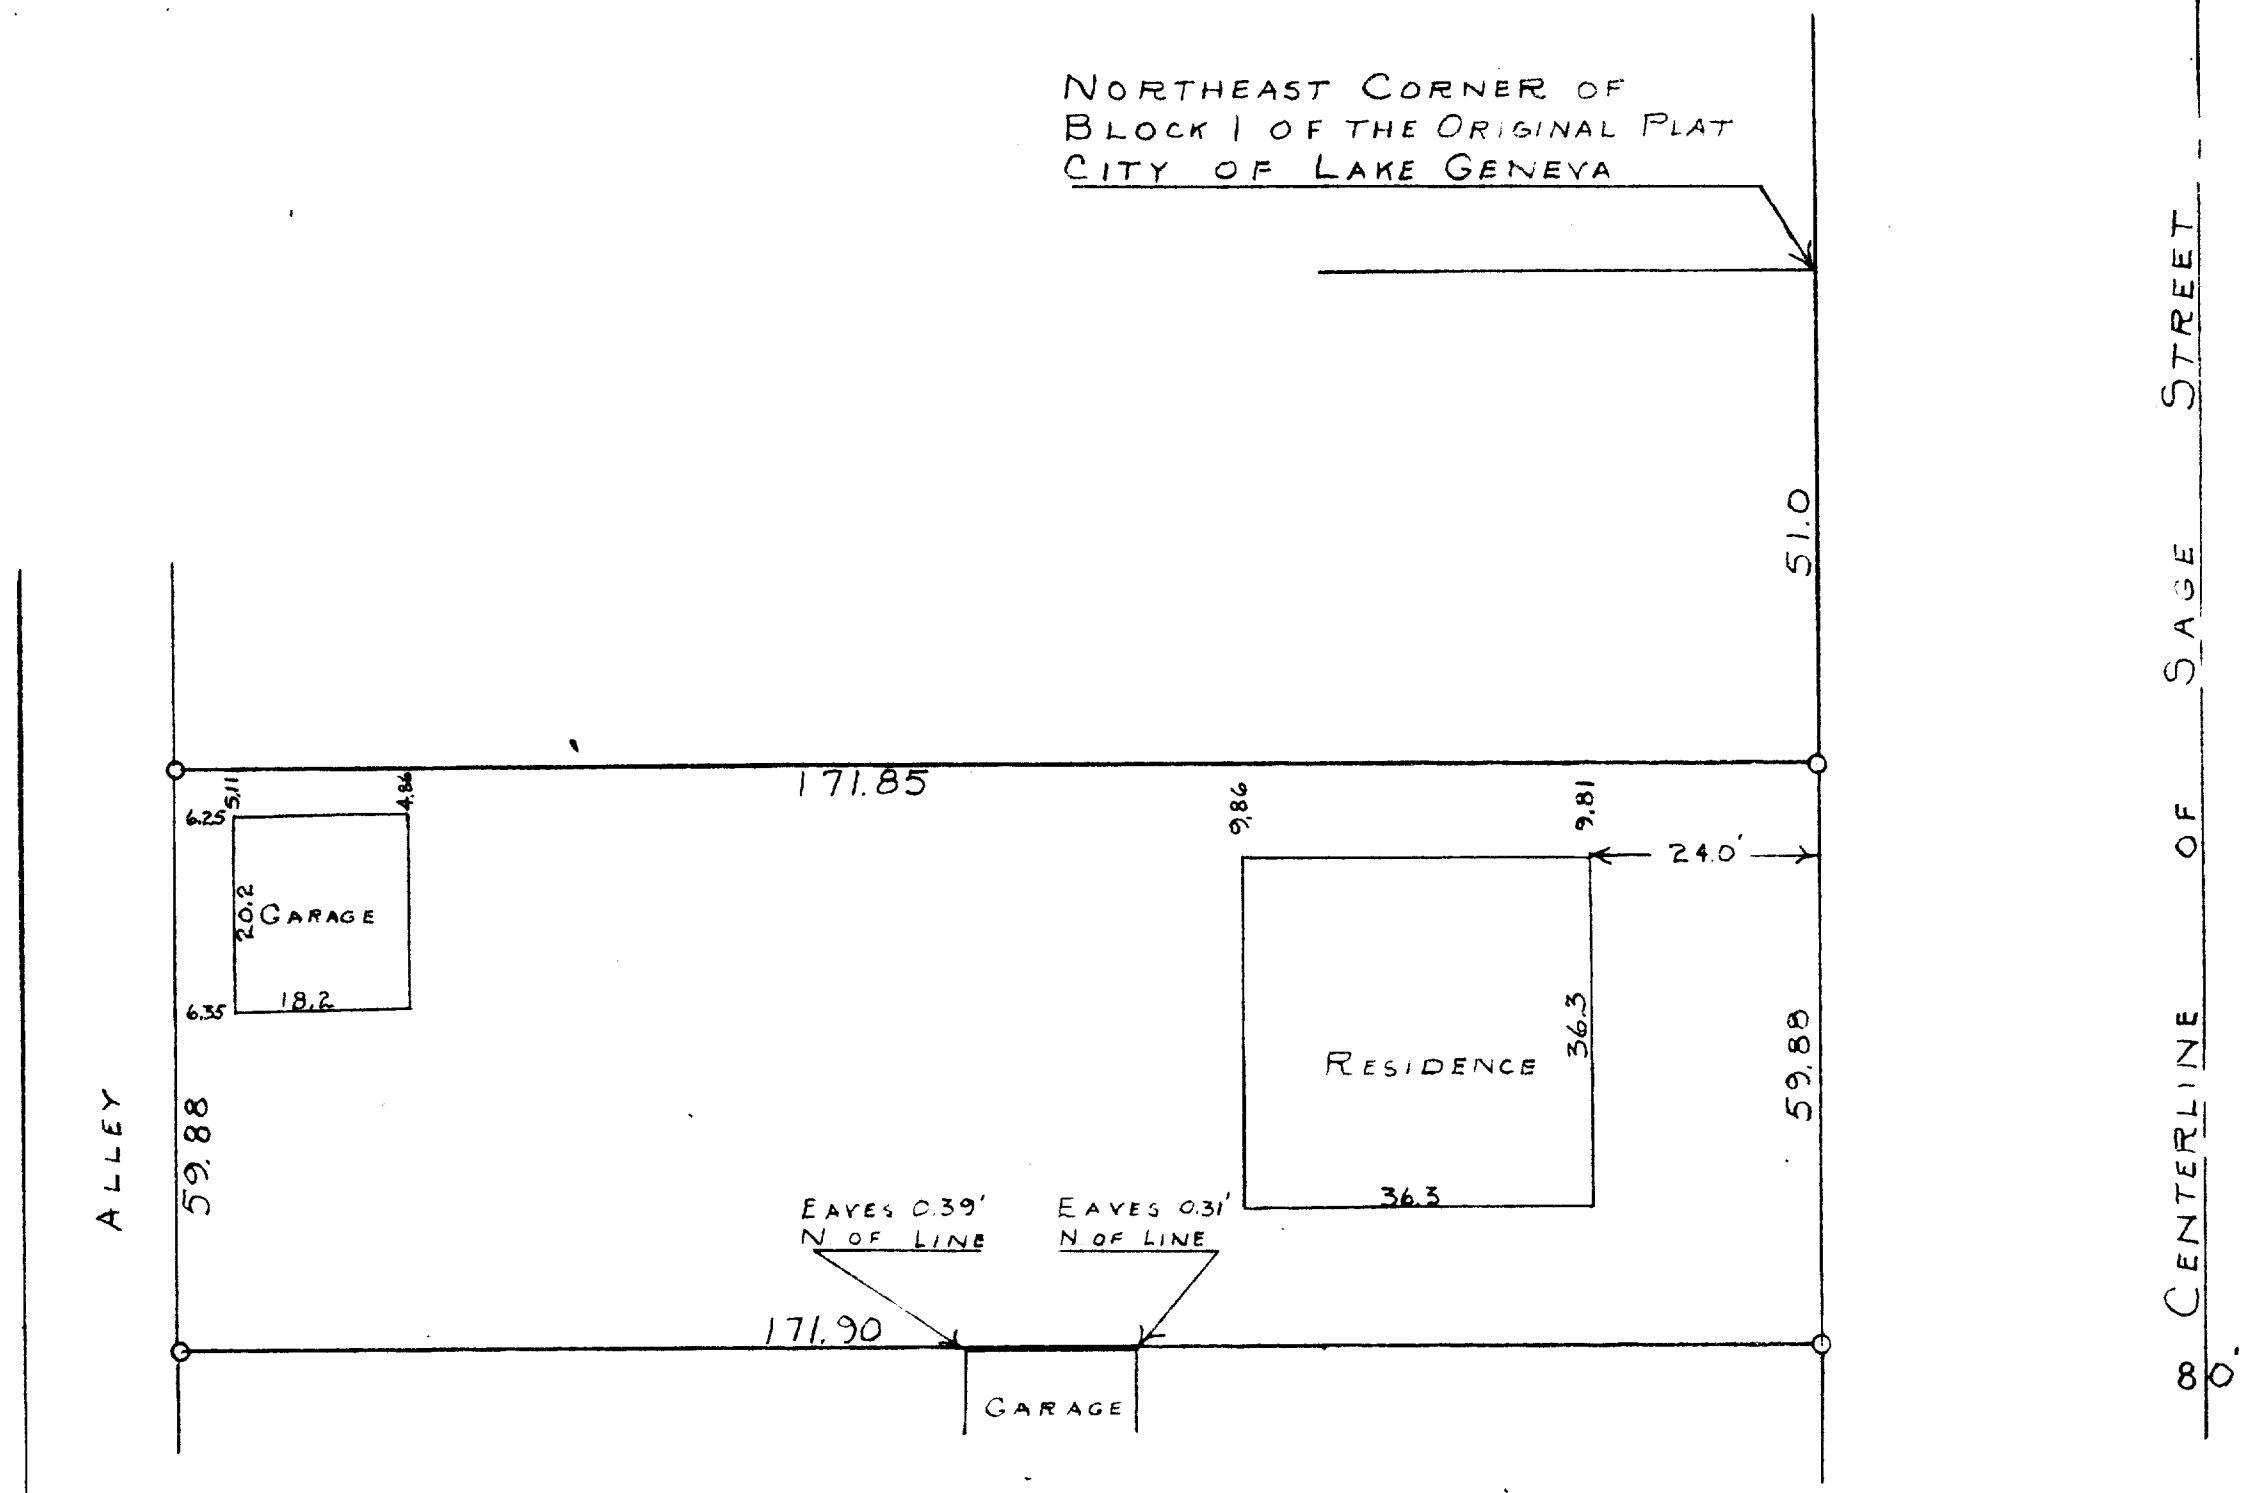 NORTHEAST CORNER OF
BLOCK 1 OF THE ORIGINAL PLAT
CITY OF LAKE GENEVA
51.0
CENTERLINE OF SAGE STREET
80'
171.85
5.11
4.86
6.25
20.2
GARAGE
18.2
6.35
9.86
9.81
24.0'
36.3
RESIDENCE
36.3
59.88
ALLEY
59.88
EAVES 0.39'
N OF LINE
EAVES 0.31'
N. OF LINE
171.90
GARAGE